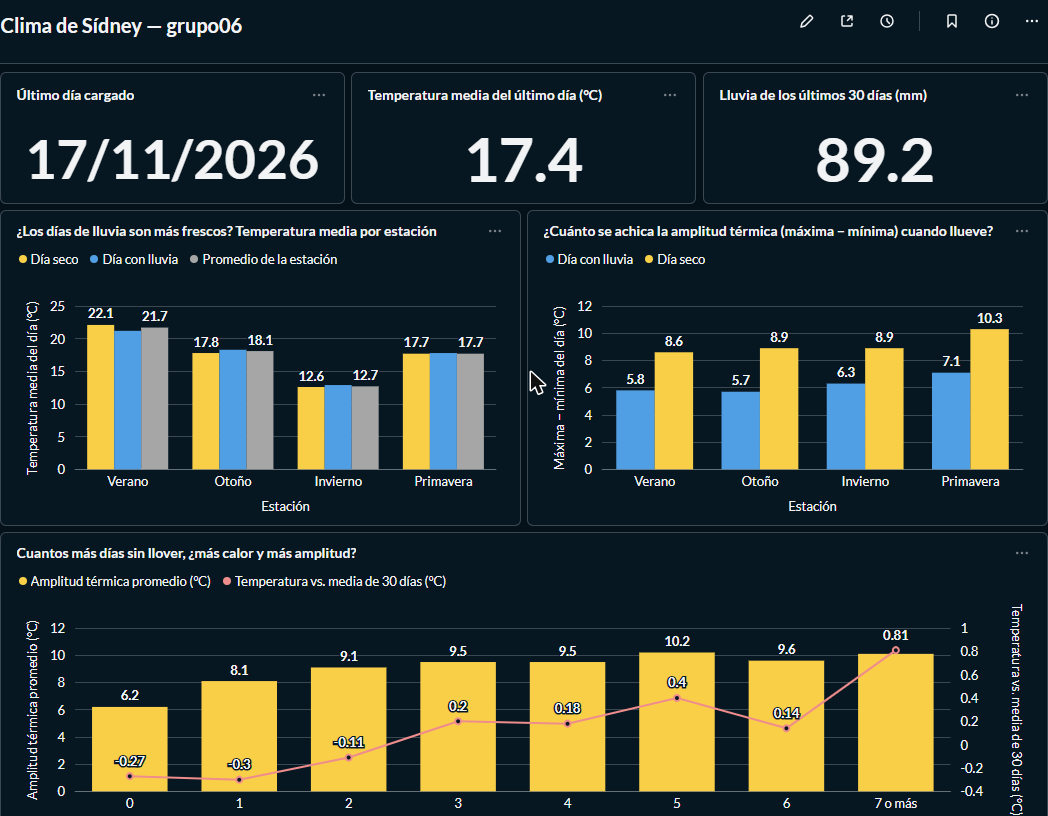 Clima de Sídney — grupo06
Último día cargado
17/11/2026
Temperatura media del último día (°C)
17.4
Lluvia de los últimos 30 días (mm)
89.2
¿Los días de lluvia son más frescos? Temperatura media por estación
Día seco Día con lluvia Promedio de la estación
Temperatura media del día (°C)
25
20
15
10
5
0
22.1 21.7
17.8 18.1
12.6 12.7
17.7 17.7
Verano Otoño Invierno Primavera
Estación
¿Cuánto se achica la amplitud térmica (máxima – mínima) cuando llueve?
Día con lluvia Día seco
Máxima – mínima del día (°C)
12
10
8
6
4
2
0
5.8 8.6
5.7 8.9
6.3 8.9
7.1 10.3
Verano Otoño Invierno Primavera
Estación
Cuantos más días sin llover, ¿más calor y más amplitud?
Amplitud térmica promedio (°C) Temperatura vs. media de 30 días (°C)
Amplitud térmica promedio (°C)
12
10
8
6
4
2
0
6.2 8.1 9.1 9.5 9.5 10.2 9.6
-0.27 -0.3 -0.11 0.2 0.18 0.4 0.14 0.81
0 1 2 3 4 5 6 7 o más
1
0.8
0.6
0.4
0.2
0
-0.2
-0.4
Temperatura vs. media de 30 días (°C)